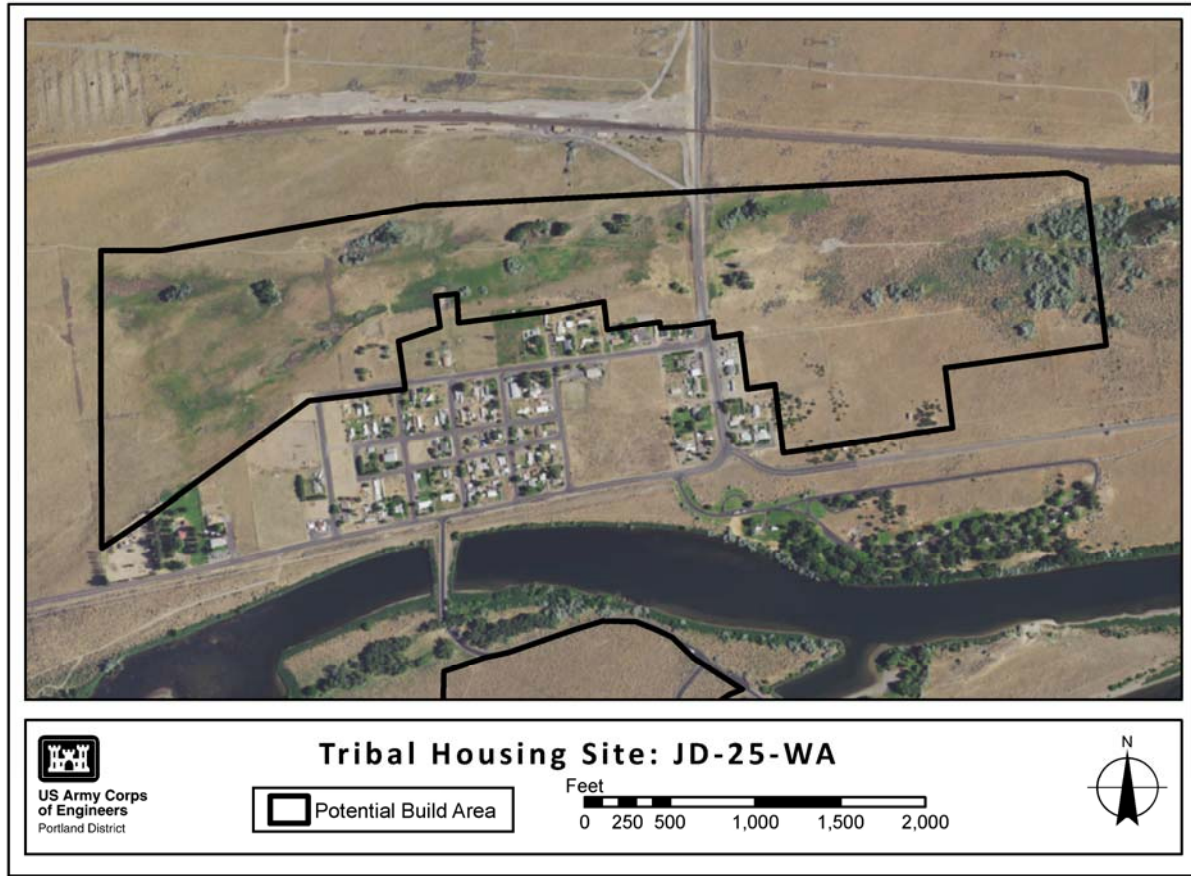 Tribal Housing Site: JD-25-WA
US Army Corps
of Engineers
Portland District
Potential Build Area
Feet
0 250 500 1,000 1,500 2,000
N